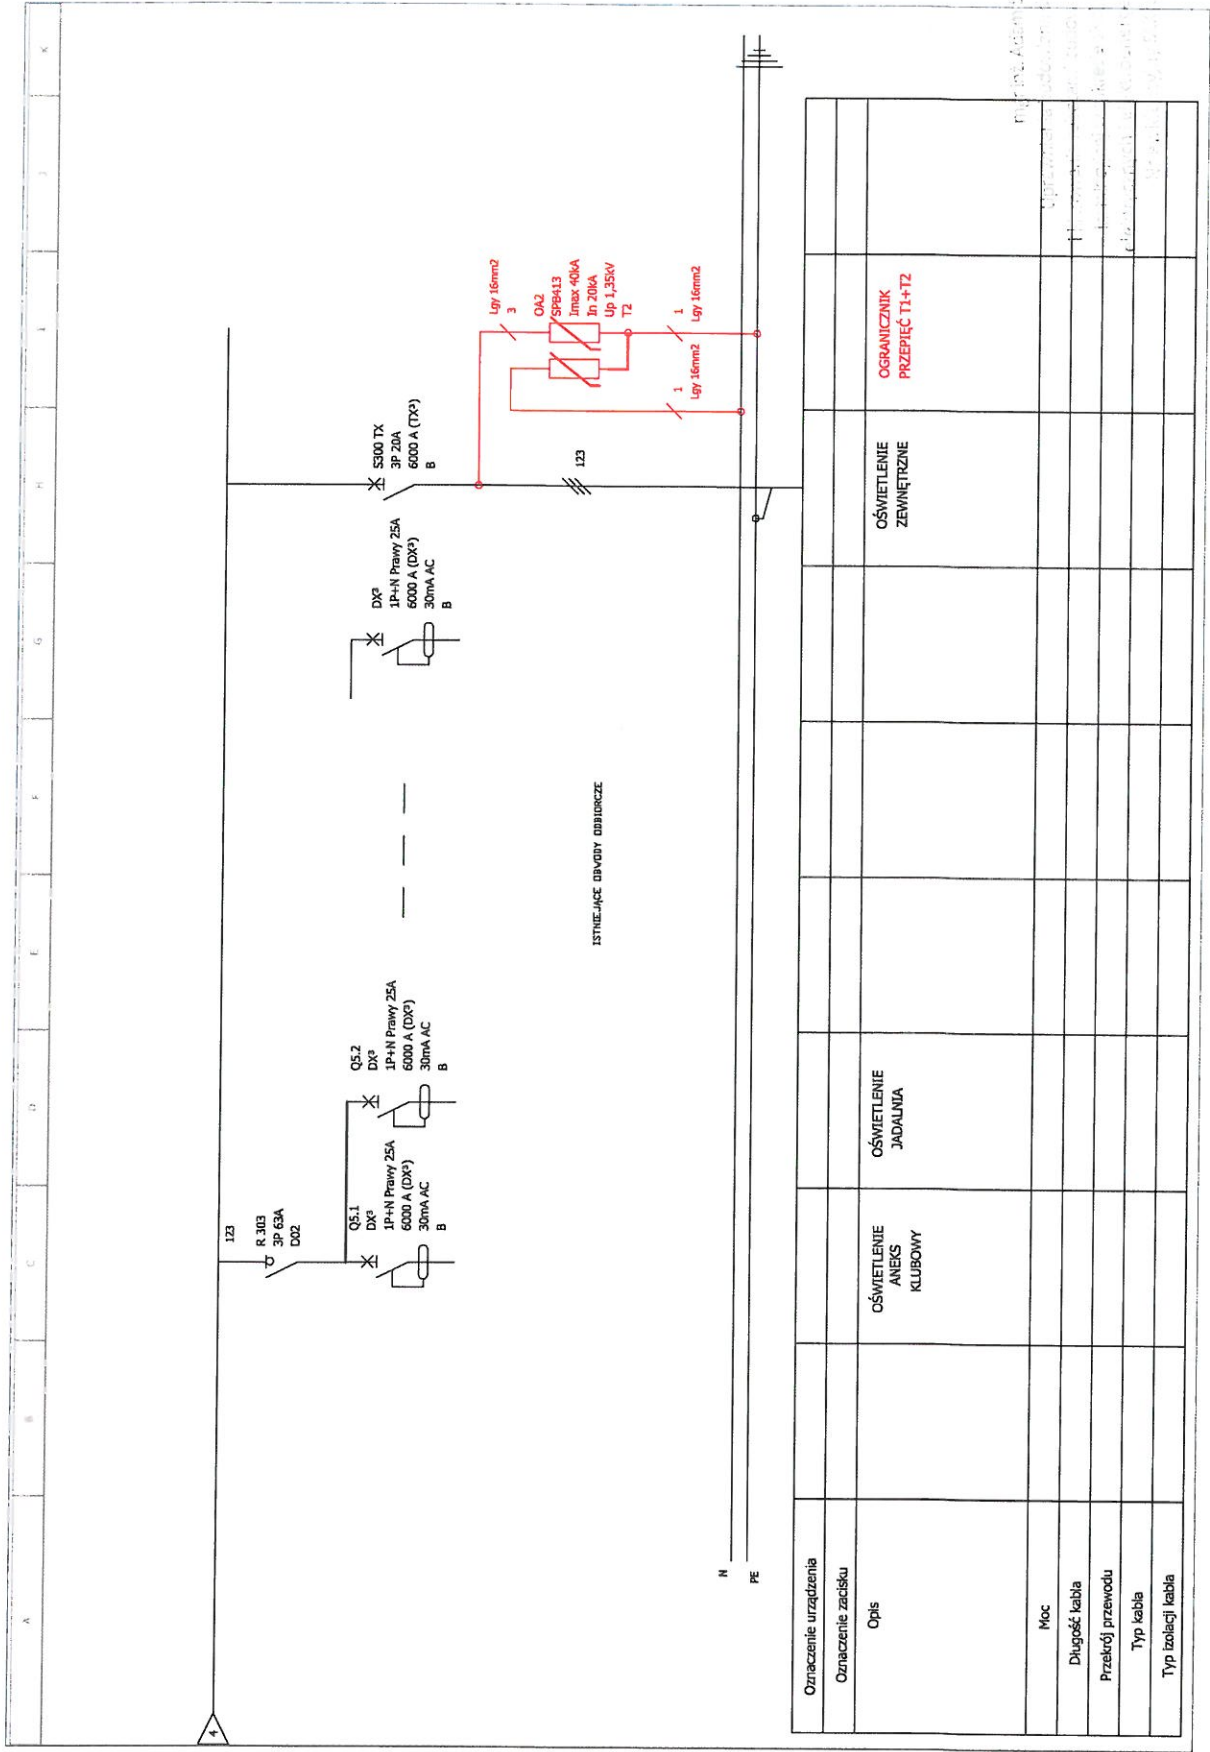 A B C D E F G H I J K
4
123
R 303
3P 63A
D02
Q5.1
DX³
1P+N Prawy 25A
6000 A (DX³)
30mA AC
B
Q5.2
DX³
1P+N Prawy 25A
6000 A (DX³)
30mA AC
B
ISTNIEJĄCE OBWODY ODBIORCZE
DX³
1P+N Prawy 25A
6000 A (DX³)
30mA AC
B
S300 TX
3P 20A
6000 A (TX³)
B
123
Lgy 16mm2
3
OA2
SPB413
Imax 40kA
In 20kA
Up 1,35kV
T2
1
Lgy 16mm2
1
Lgy 16mm2
N
PE
Oznaczenie urządzenia
Oznaczenie zacisku
Opis
OŚWIETLENIE
ANEKS
KLUBOWY
OŚWIETLENIE
JADALNIA
OŚWIETLENIE
ZEWNĘTRZNE
OGRANICZNIK
PRZEPIĘĆ T1+T2
Moc
Długość kabla
Przekrój przewodu
Typ kabla
Typ izolacji kabla